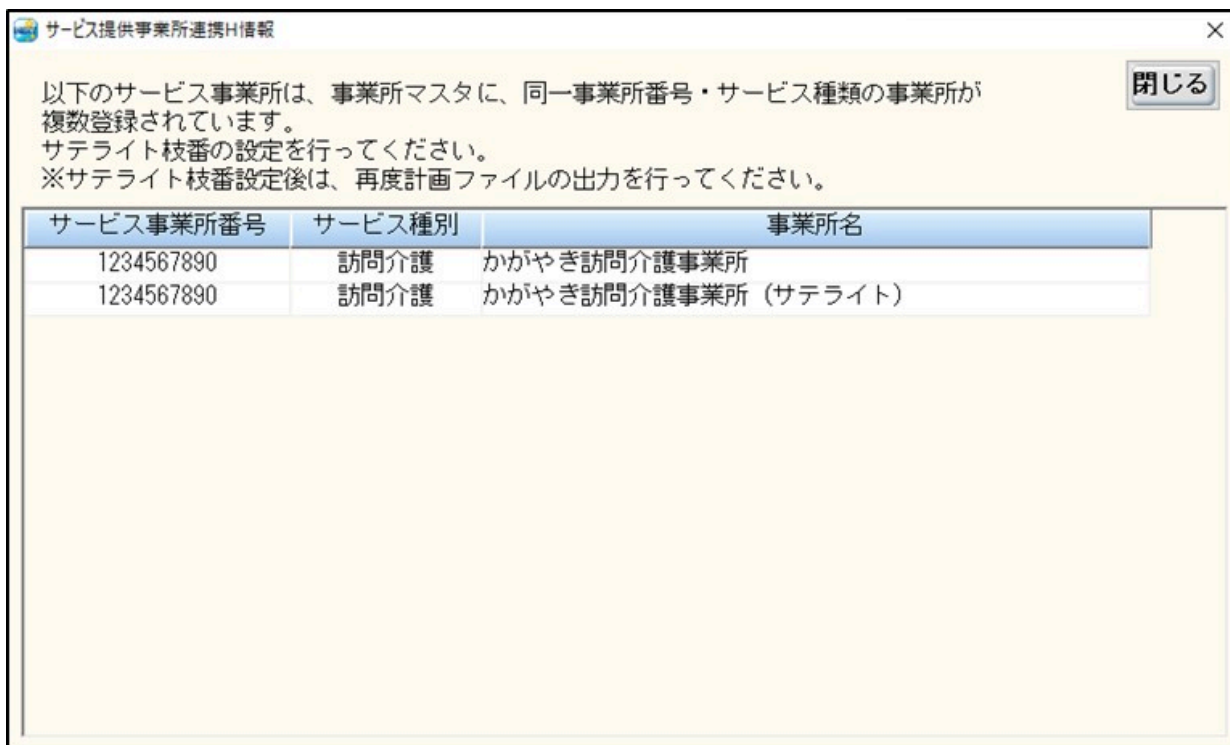 サービス提供事業所連携H情報
閉じる
以下のサービス事業所は、事業所マスタに、同一事業所番号・サービス種類の事業所が
複数登録されています。
サテライト枝番の設定を行ってください。
※サテライト枝番設定後は、再度計画ファイルの出力を行ってください。
サービス事業所番号 サービス種別 事業所名
1234567890 訪問介護 かがやき訪問介護事業所
1234567890 訪問介護 かがやき訪問介護事業所（サテライト）